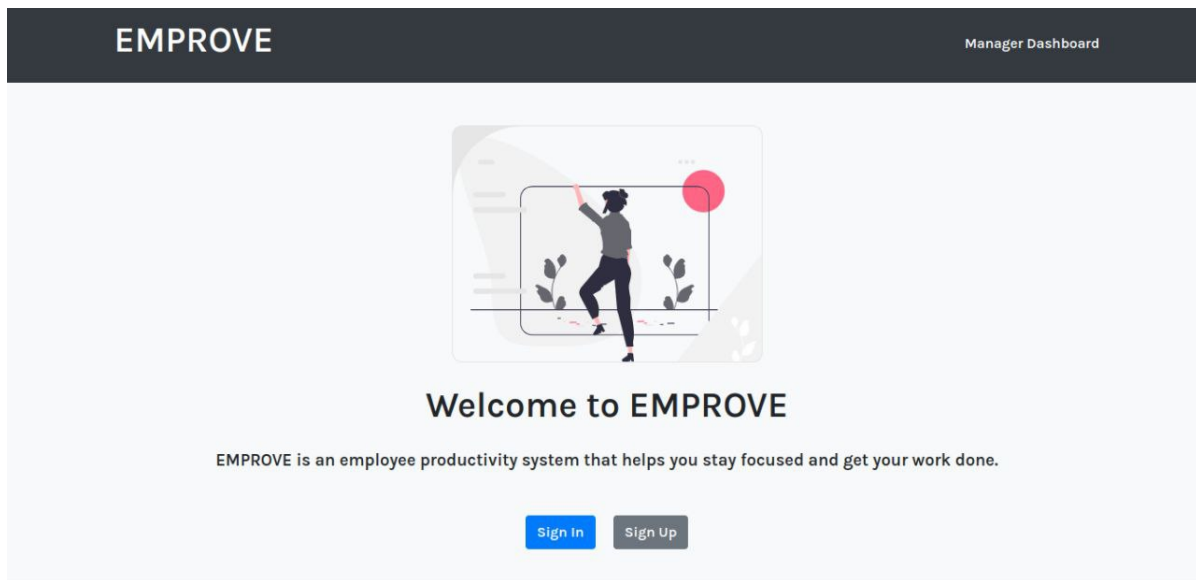 EMPROVE
Manager Dashboard
Welcome to EMPROVE
EMPROVE is an employee productivity system that helps you stay focused and get your work done.
Sign In
Sign Up